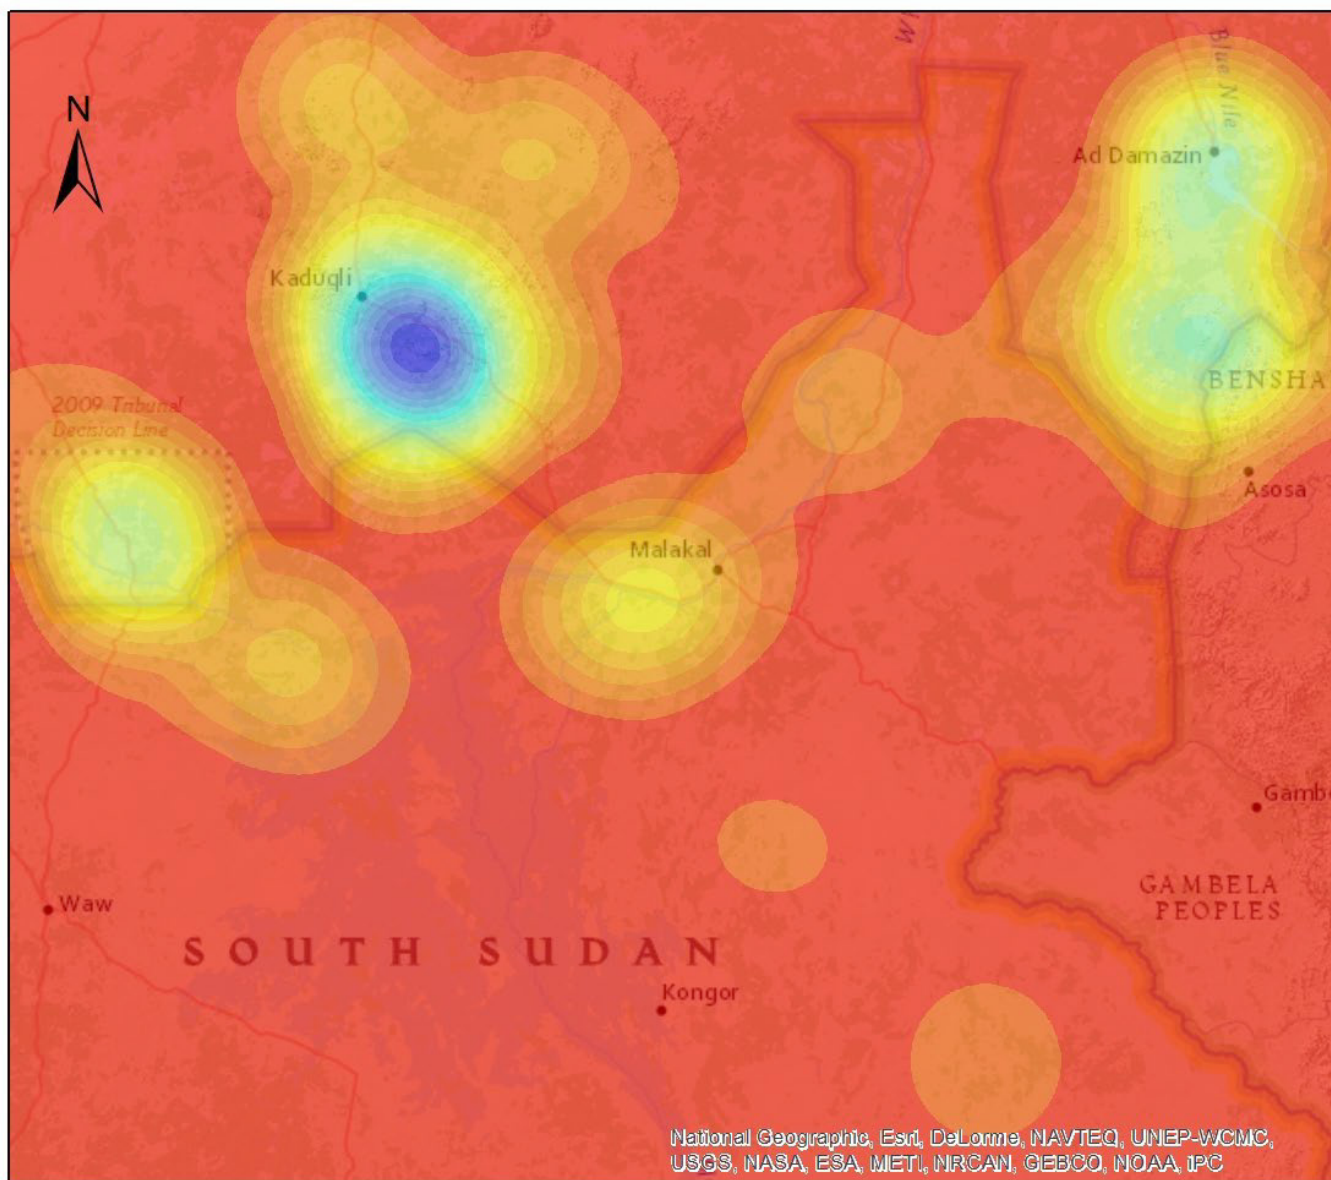 N
Blue Nile
Ad Damazin
Kaduqli
BENSHA
2009 Tribunal
Decision Line
Asosa
Malakal
Gambe
GAMBELA
PEOPLES
Waw
SOUTH SUDAN
Kongor
National Geographic, Esri, DeLorme, NAVTEQ, UNEP-WCMC,
USGS, NASA, ESA, METI, NRCAN, GEBCO, NOAA, iPC